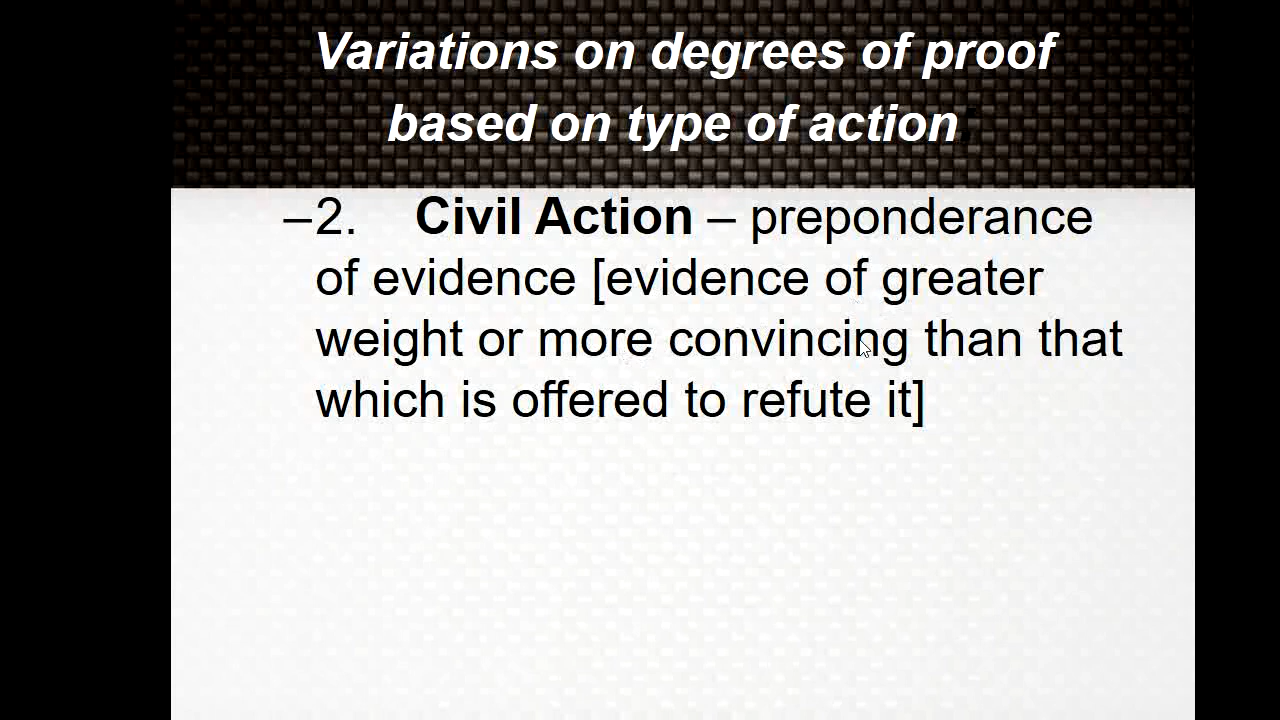 Variations on degrees of proof
based on type of action
–2. Civil Action – preponderance
of evidence [evidence of greater
weight or more convincing than that
which is offered to refute it]